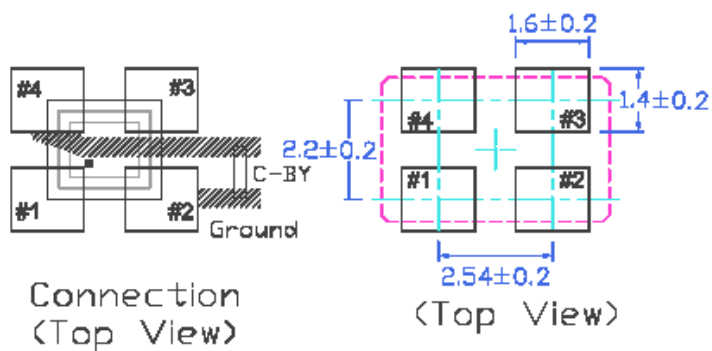 #4
#3
#1
#2
C-BY
Ground
Connection
(Top View)
1.6±0.2
1.4±0.2
2.2±0.2
#4
#3
#1
#2
2.54±0.2
(Top View)